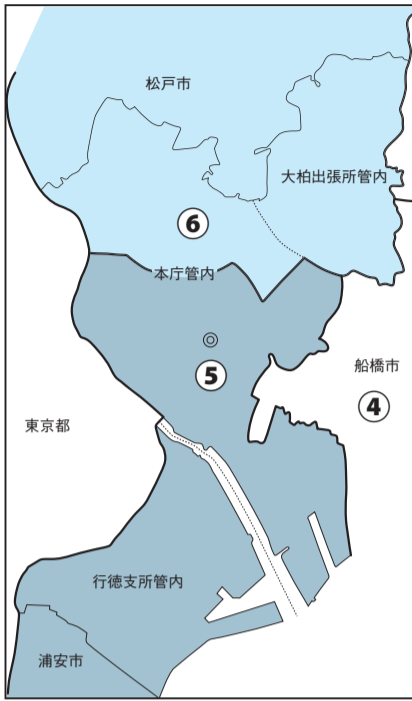 松戸市
大柏出張所管内
⑥
本庁管内
船橋市
⑤
④
東京都
行徳支所管内
浦安市